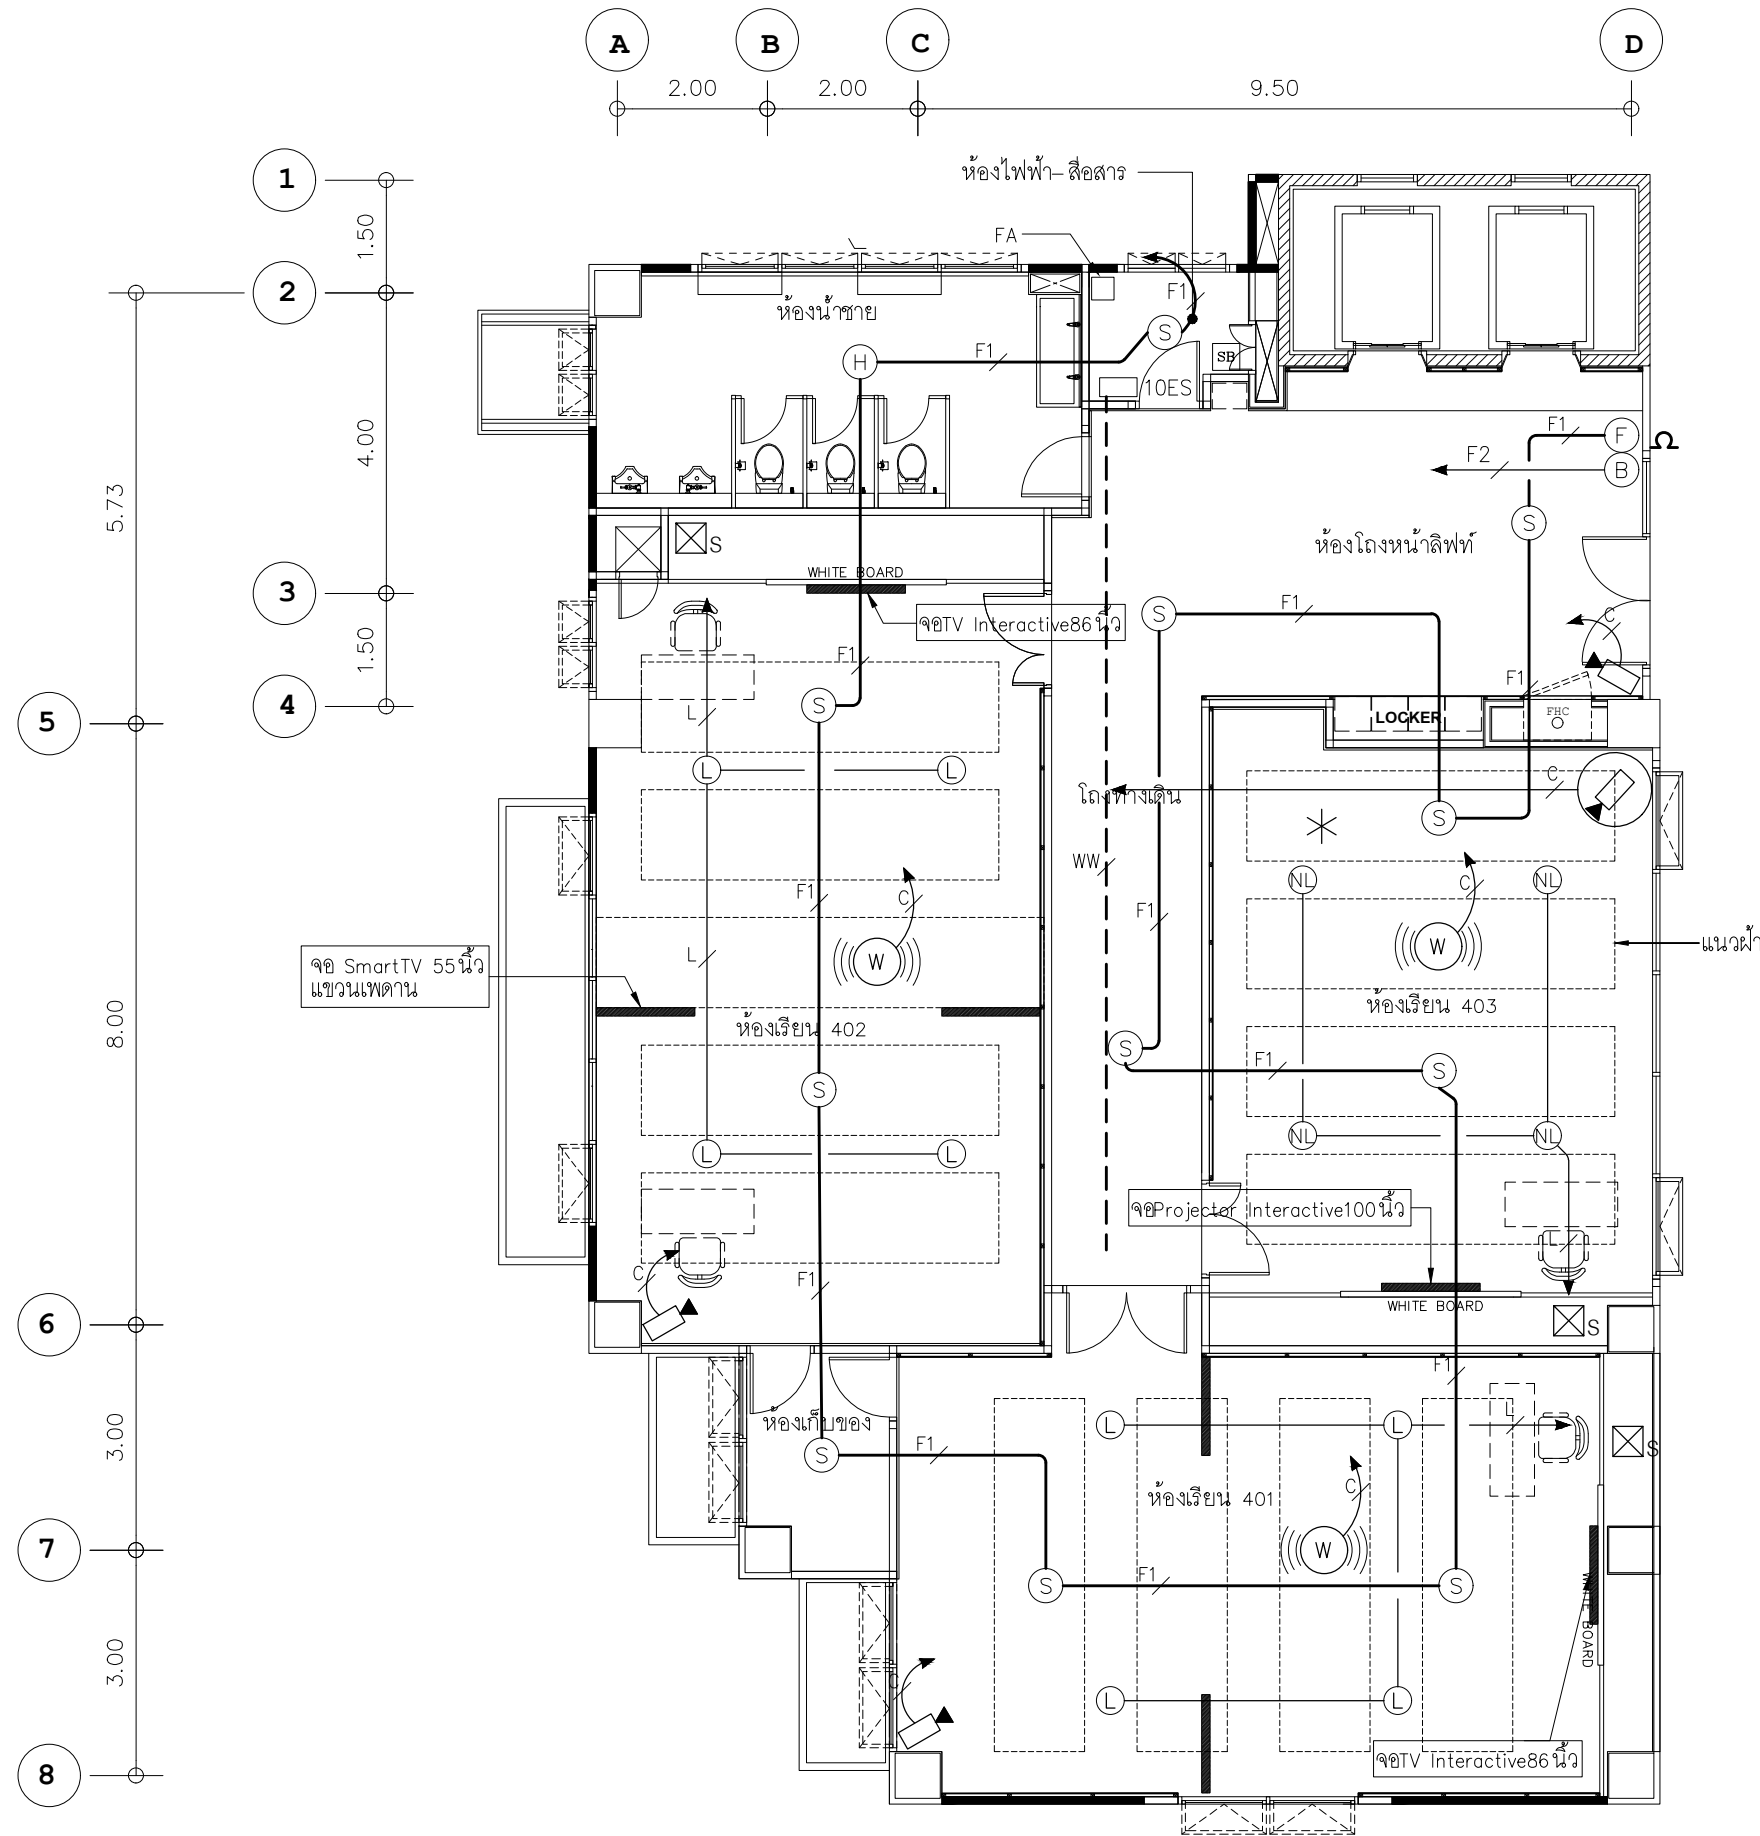 A
B
C
D
2.00
2.00
9.50
1
1.50
ห้องไฟฟ้า-สื่อสาร
FA
2
F1
ห้องน้ำชาย
S
H
F1
SB
10ES
4.00
5.73
F1
F
Ω
F2
B
S
S
ห้องโถงหน้าลิฟท์
WHITE BOARD
3
จอTV Interactive86นิ้ว
S
F1
C
1.50
F1
F1
4
5
S
L
LOCKER
FHC
L
L
C
โถงทางเดิน
S
WW
NL
NL
F1
C
C
F1
แนวฝ้า
W
W
L
จอ SmartTV 55นิ้ว
แขวนเพดาน
ห้องเรียน 403
ห้องเรียน 402
8.00
S
F1
S
S
NL
NL
L
L
จอProjector Interactive100นิ้ว
L
C
F1
WHITE BOARD
6
S
F1
L
ห้องเก็บของ
L
L
3.00
S
F1
S
C
ห้องเรียน 401
7
W
F1
S
S
WHITE BOARD
3.00
C
L
L
จอTV Interactive86นิ้ว
8